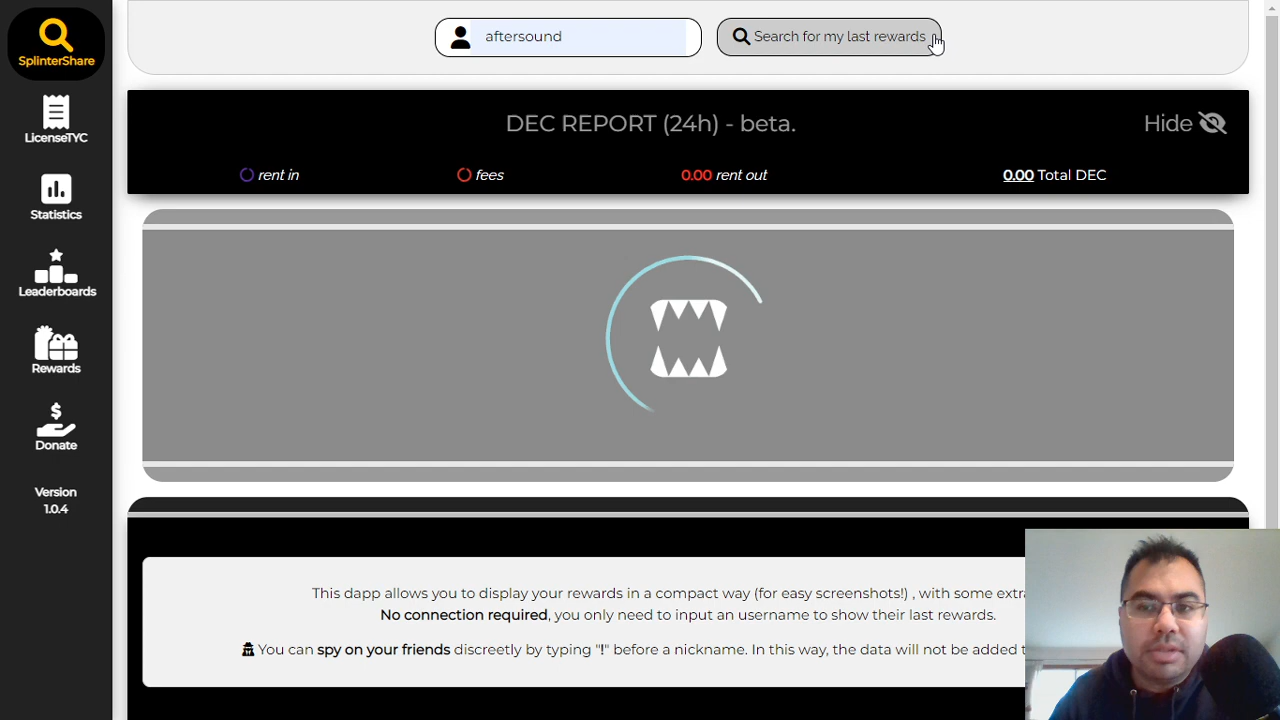 aftersound
Search for my last rewards
SplinterShare
LicenseTYC
Statistics
Leaderboards
Rewards
Donate
Version
1.0.4
DEC REPORT (24h) - beta.
Hide
rent in
fees
0.00 rent out
0.00 Total DEC
This dapp allows you to display your rewards in a compact way (for easy screenshots!) , with some extra
No connection required, you only need to input an username to show their last rewards.
You can spy on your friends discreetly by typing "!" before a nickname. In this way, the data will not be added